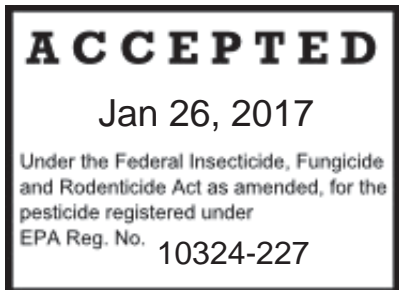 ACCEPTED
Jan 26, 2017
Under the Federal Insecticide, Fungicide
and Rodenticide Act as amended, for the
pesticide registered under
EPA Reg. No. 10324-227